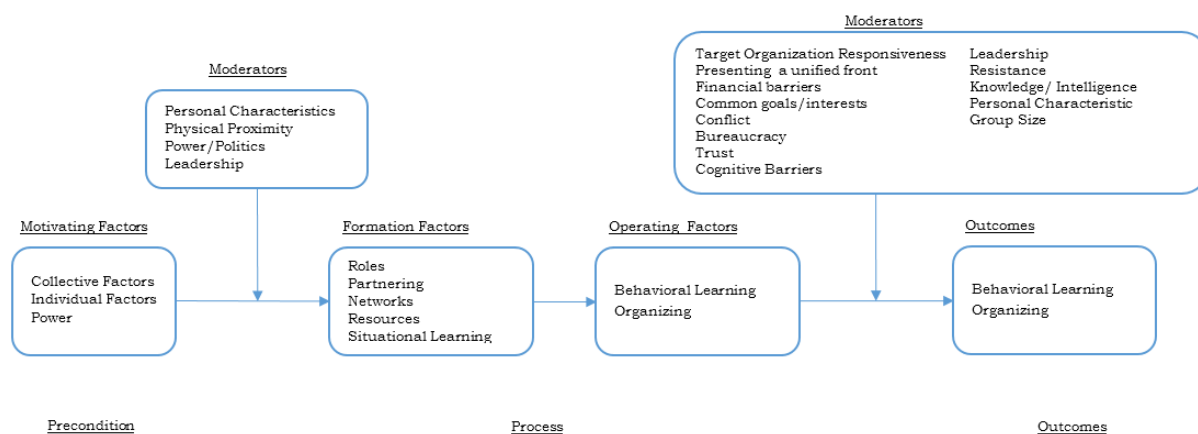 Moderators
Target Organization Responsiveness
Presenting a unified front
Financial barriers
Common goals/interests
Conflict
Bureaucracy
Trust
Cognitive Barriers
Leadership
Resistance
Knowledge/ Intelligence
Personal Characteristic
Group Size
Moderators
Personal Characteristics
Physical Proximity
Power/Politics
Leadership
Motivating Factors
Collective Factors
Individual Factors
Power
Formation Factors
Roles
Partnering
Networks
Resources
Situational Learning
Operating Factors
Behavioral Learning
Organizing
Outcomes
Behavioral Learning
Organizing
Precondition
Process
Outcomes